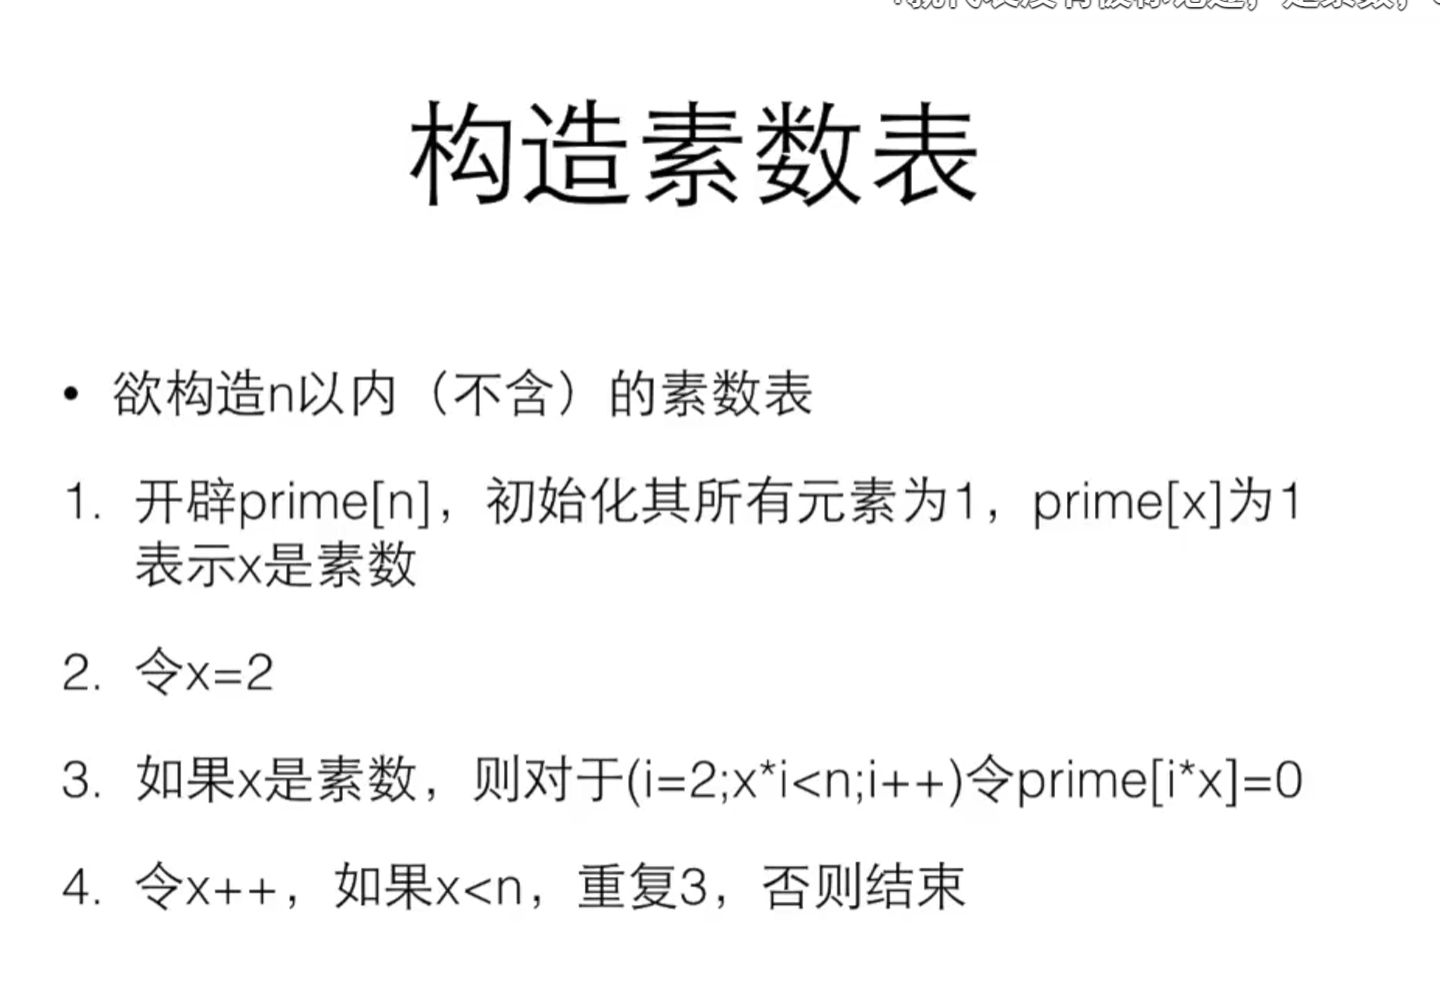 构造素数表
• 欲构造n以内（不含）的素数表
1. 开辟prime[n]，初始化其所有元素为1，prime[x]为1
表示x是素数
2. 令x=2
3. 如果x是素数，则对于(i=2;x*i<n;i++)令prime[i*x]=0
4. 令x++，如果x<n，重复3，否则结束